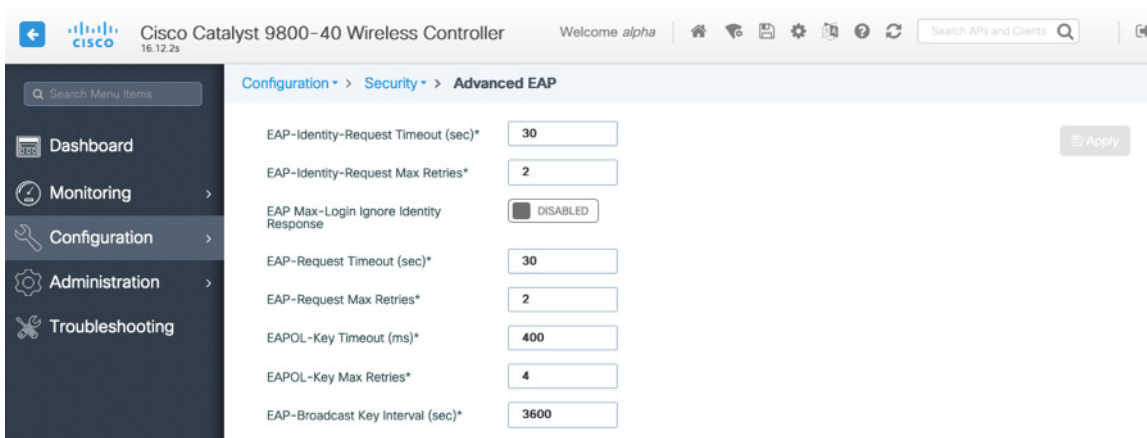 CISCO
Cisco Catalyst 9800-40 Wireless Controller
16.12.2s
Welcome alpha
Search APs and Clients
Search Menu Items
Dashboard
Monitoring
Configuration
Administration
Troubleshooting
Configuration > Security > Advanced EAP
EAP-Identity-Request Timeout (sec)* 30
EAP-Identity-Request Max Retries* 2
EAP Max-Login Ignore Identity
Response
DISABLED
EAP-Request Timeout (sec)* 30
EAP-Request Max Retries* 2
EAPOL-Key Timeout (ms)* 400
EAPOL-Key Max Retries* 4
EAP-Broadcast Key Interval (sec)* 3600
Apply